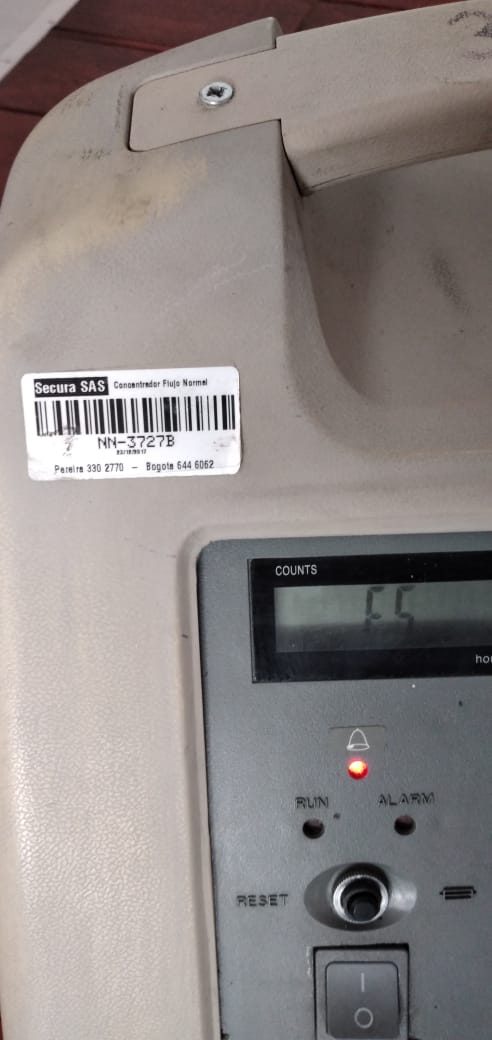 Secura SAS Concentrador Flujo Normal
NN-3727B
Pereira 330 2770 - Bogota 644 6062
COUNTS
F5
RUN ALARM
RESET
I
O